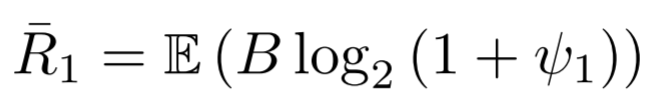 R̄₁ = 𝔼 (B log₂ (1 + ψ₁))